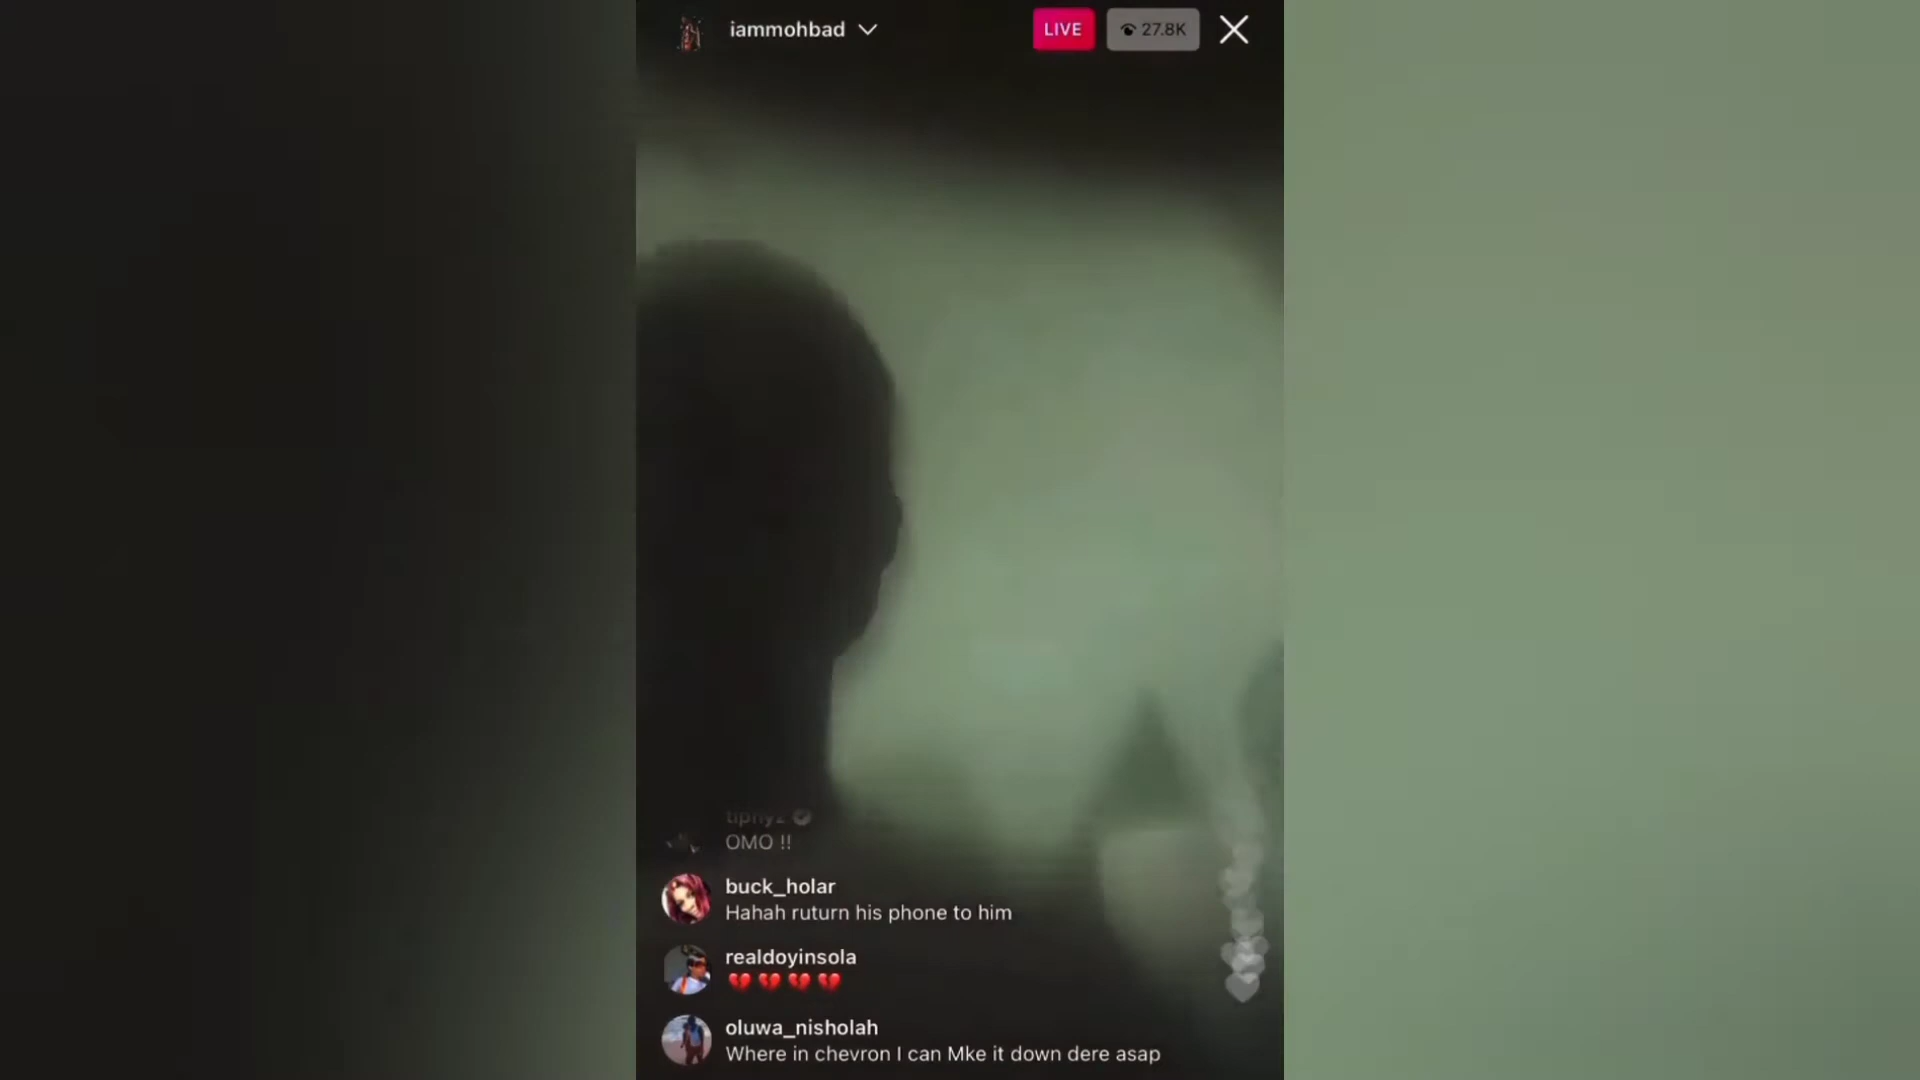 iammohbad
LIVE
27.8K
OMO !!
buck_holar
Hahah ruturn his phone to him
realdoyinsola
💔 💔 💔 💔
oluwa_nisholah
Where in chevron I can Mke it down dere asap